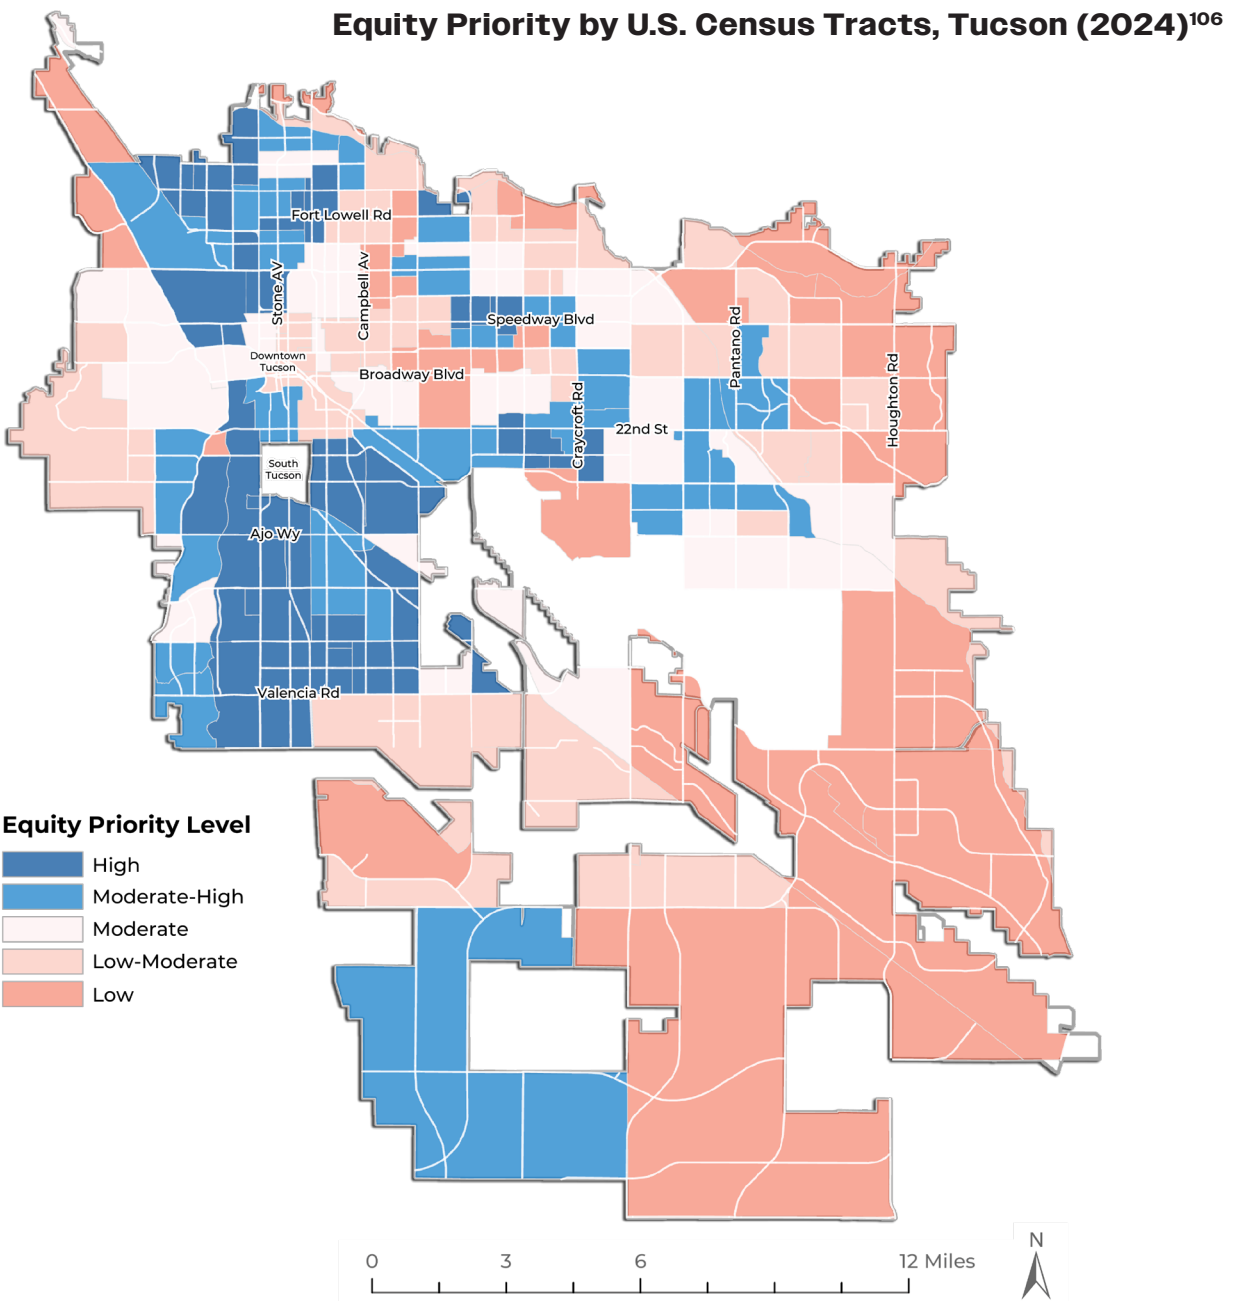 Equity Priority by U.S. Census Tracts, Tucson (2024)106
Fort Lowell Rd
Stone AV
Campbell Av
Speedway Blvd
Pantano Rd
Downtown
Tucson
Broadway Blvd
Houghton Rd
Craycroft Rd
22nd St
South
Tucson
Ajo Wy
Valencia Rd
Equity Priority Level
High
Moderate-High
Moderate
Low-Moderate
Low
N
0 3 6 12 Miles